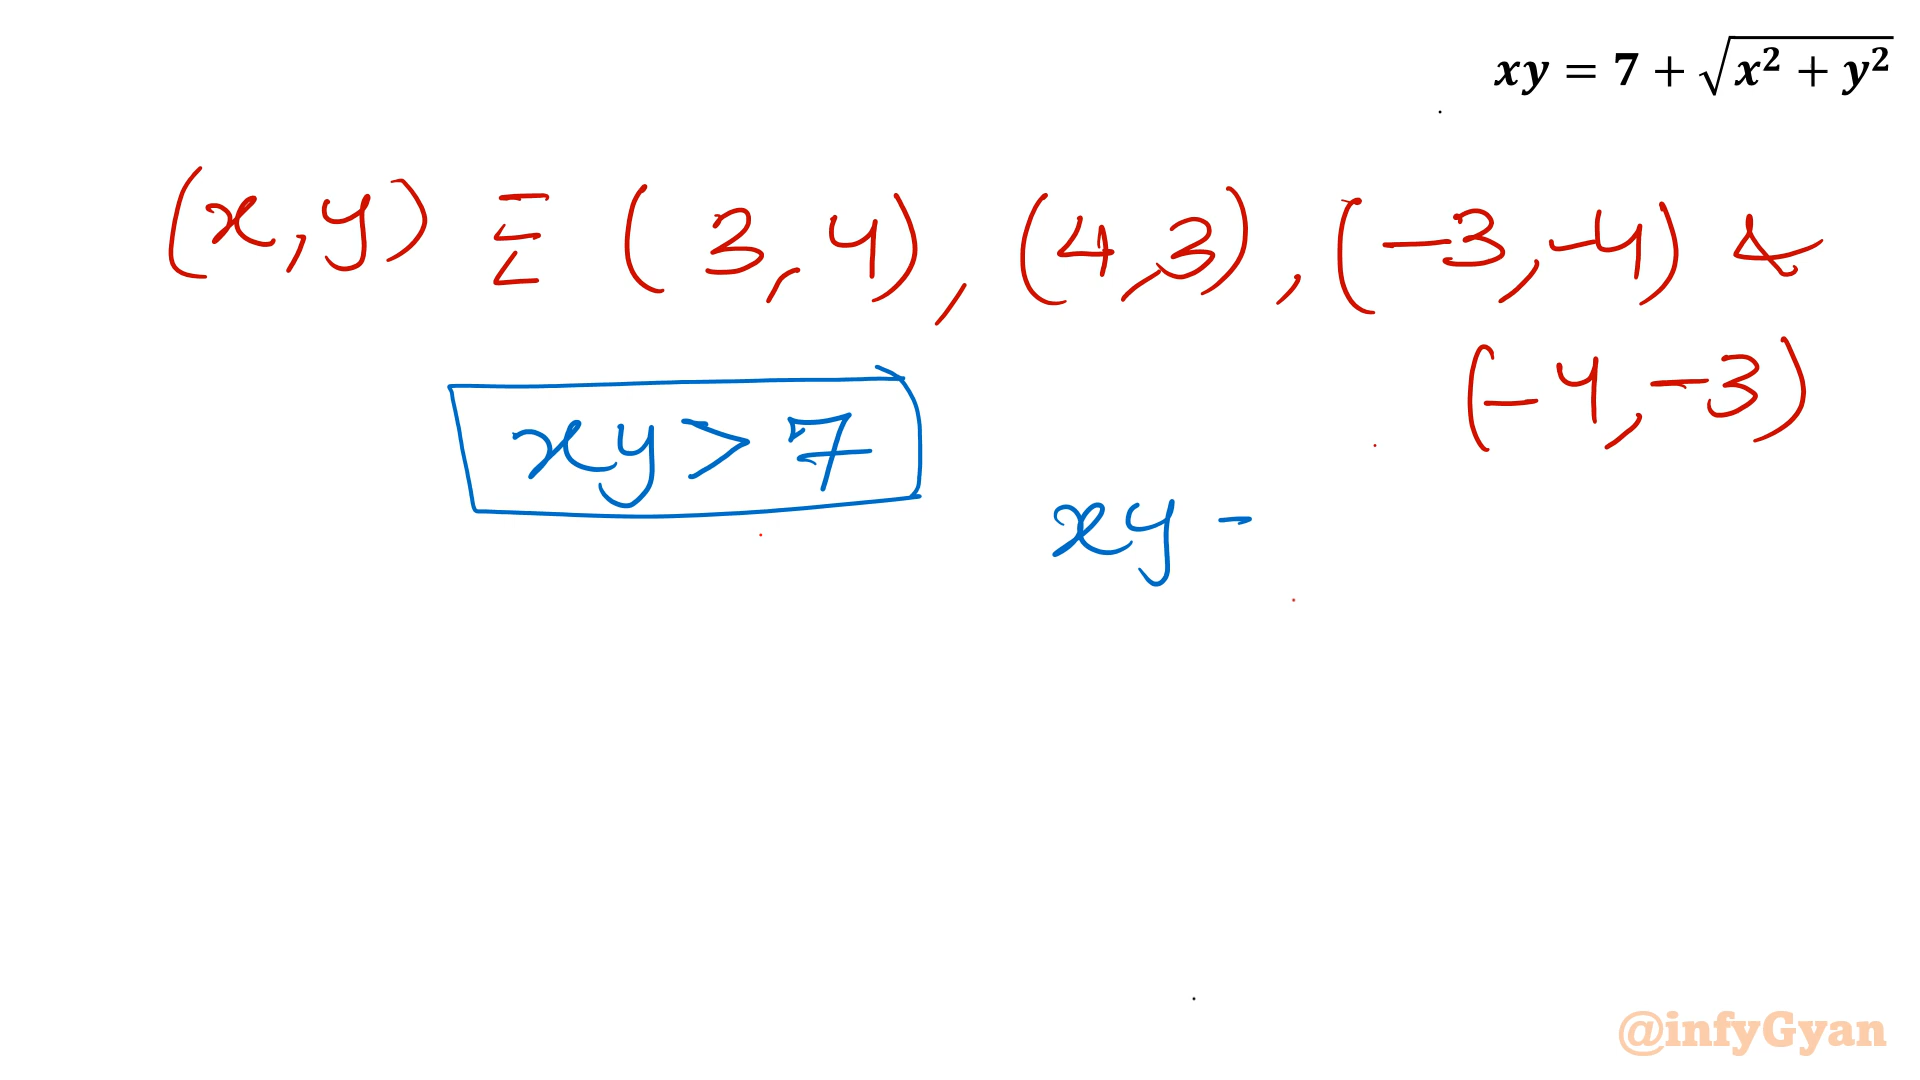 xy = 7 + √(x² + y²)
(x, y) ≡ (3, 4), (4, 3), (-3, -4) &
(-4, -3)
xy > 7
xy -
@infyGyan